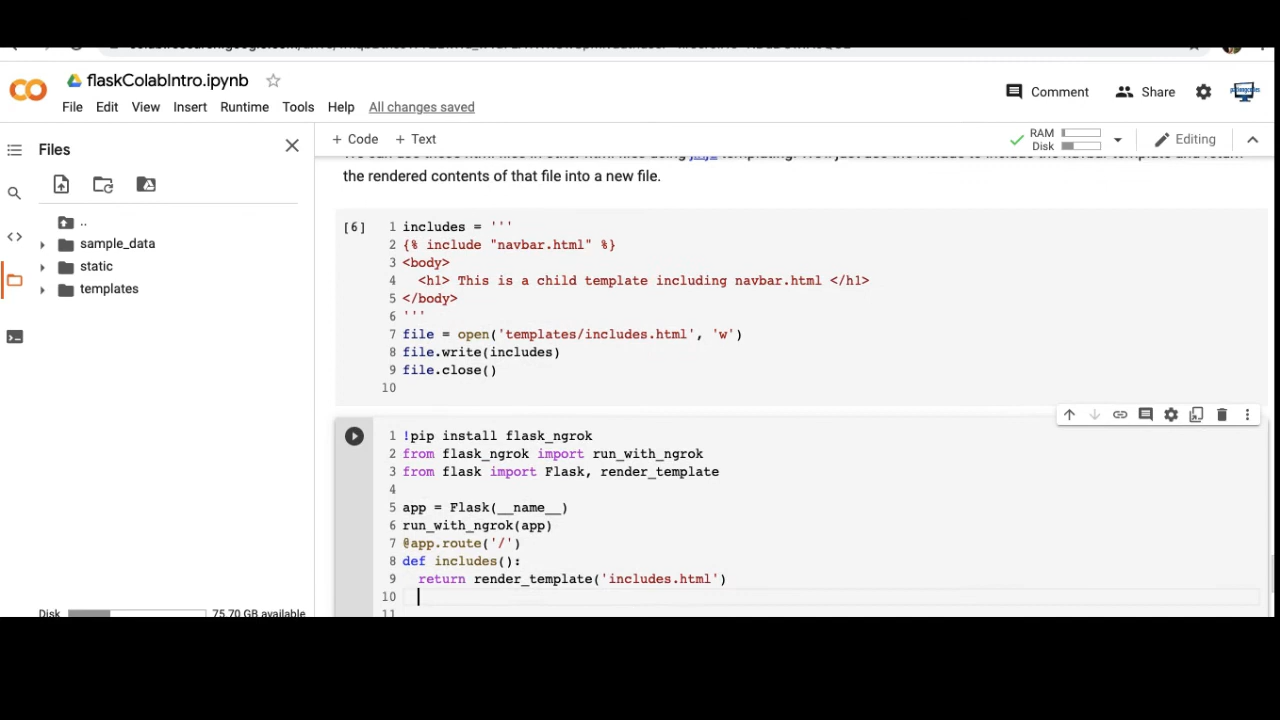 flaskColabIntro.ipynb
Comment
Share
File Edit View Insert Runtime Tools Help All changes saved
Files
+ Code + Text
RAM
Disk
Editing
the rendered contents of that file into a new file.
..
sample_data
static
templates
[6]
1 includes = '''
2 {% include "navbar.html" %}
3 <body>
4 <h1> This is a child template including navbar.html </h1>
5 </body>
6 '''
7 file = open('templates/includes.html', 'w')
8 file.write(includes)
9 file.close()
10
1 !pip install flask_ngrok
2 from flask_ngrok import run_with_ngrok
3 from flask import Flask, render_template
4
5 app = Flask(__name__)
6 run_with_ngrok(app)
7 @app.route('/')
8 def includes():
9 return render_template('includes.html')
10
11
Disk 75.70 GB available